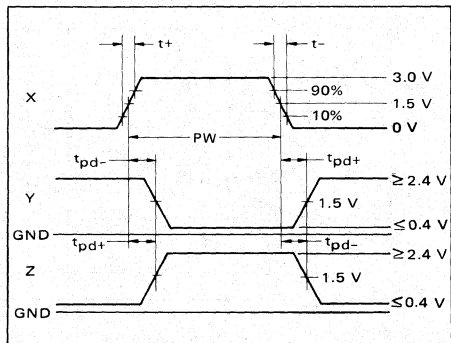 t+
t-
3.0 V
90%
X
1.5 V
10%
PW
0 V
tpd-
tpd+
≥2.4 V
Y
1.5 V
≤0.4 V
GND
tpd+
tpd-
≥2.4 V
Z
1.5 V
≤0.4 V
GND